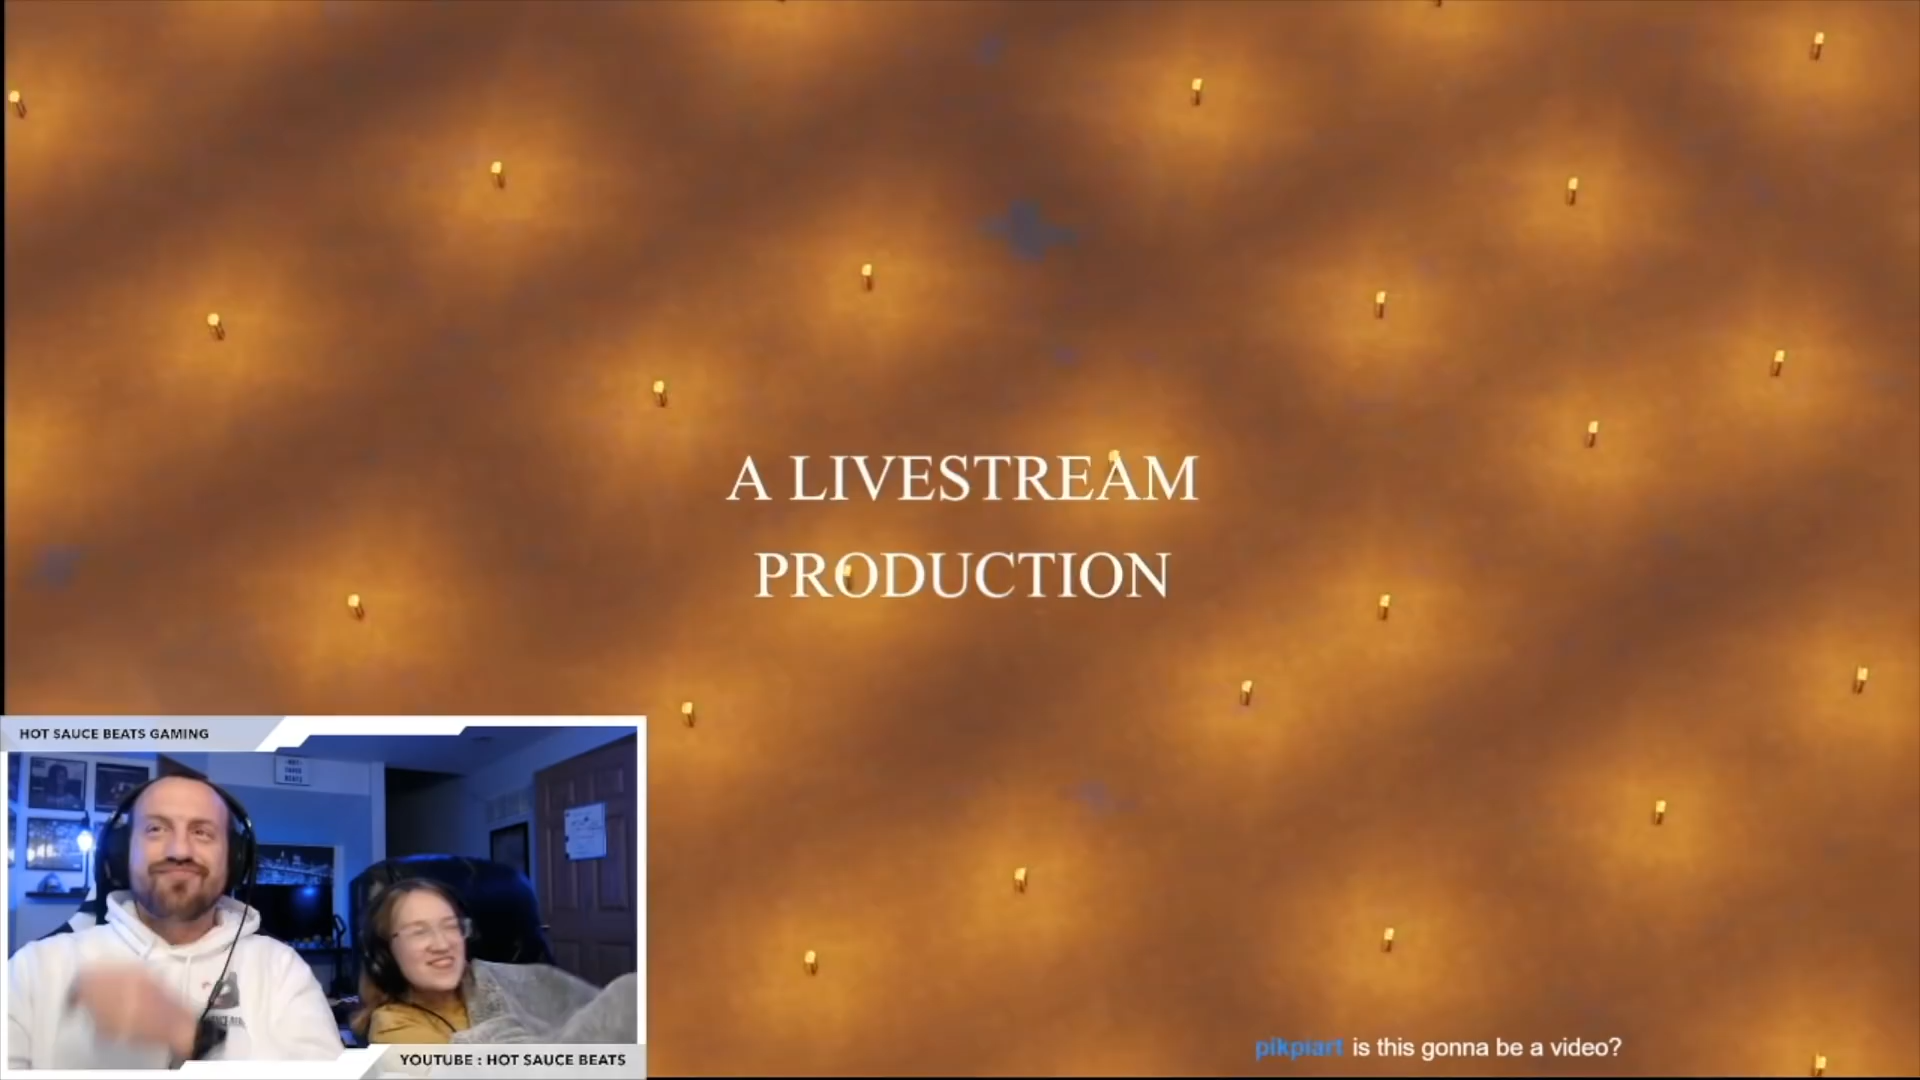 A LIVESTREAM
PRODUCTION
HOT SAUCE BEATS GAMING
YOUTUBE : HOT SAUCE BEATS
pikpiart is this gonna be a video?